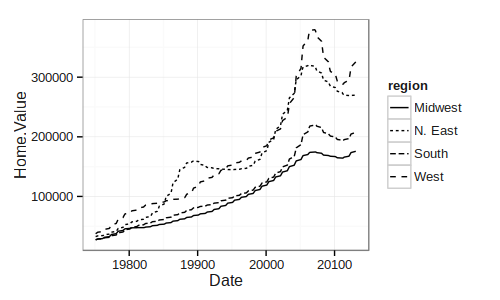 300000
200000
100000
Home.Value
19800
19900
20000
20100
Date
region
Midwest
N. East
South
West